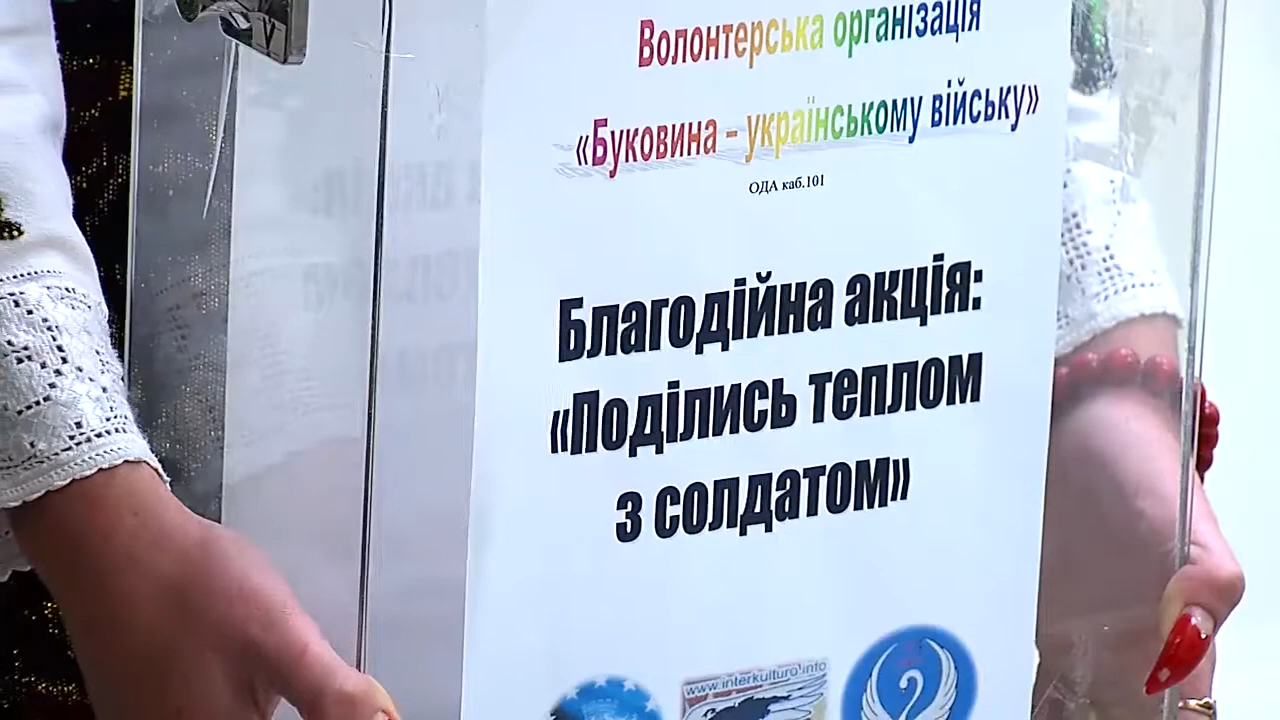 Волонтерська організація
«Буковина – українському війську»
ОДА каб.101
Благодійна акція:
«Поділись теплом
з солдатом»
www.interkulturo.info